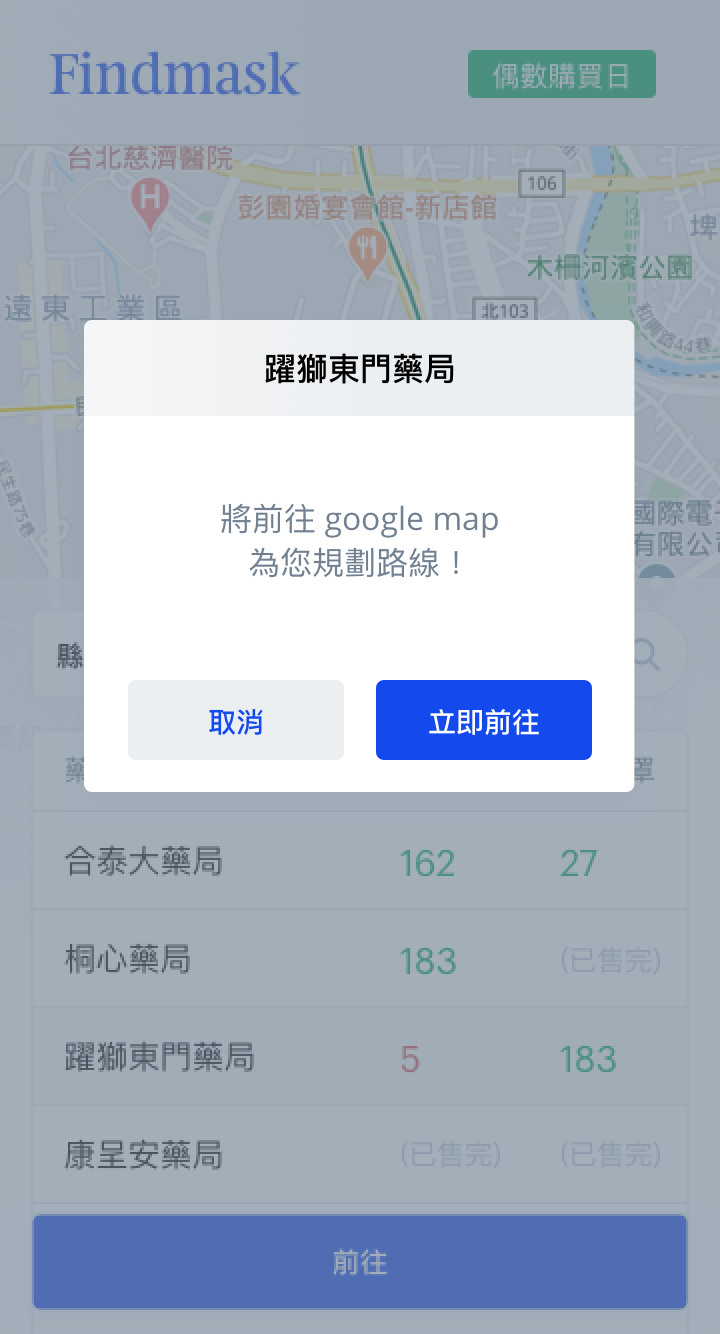 Findmask
偶數購買日
台北慈濟醫院
106
彭園婚宴會館-新店館
埤
木柵河濱公園
遠東工業區
北103
和興路44巷
躍獅東門藥局
民生路75巷
將前往 google map
國際電
為您規劃路線！
有限公
縣
取消
立即前往
藥
罩
合泰大藥局 162 27
桐心藥局 183 (已售完)
躍獅東門藥局 5 183
康呈安藥局 (已售完) (已售完)
前往